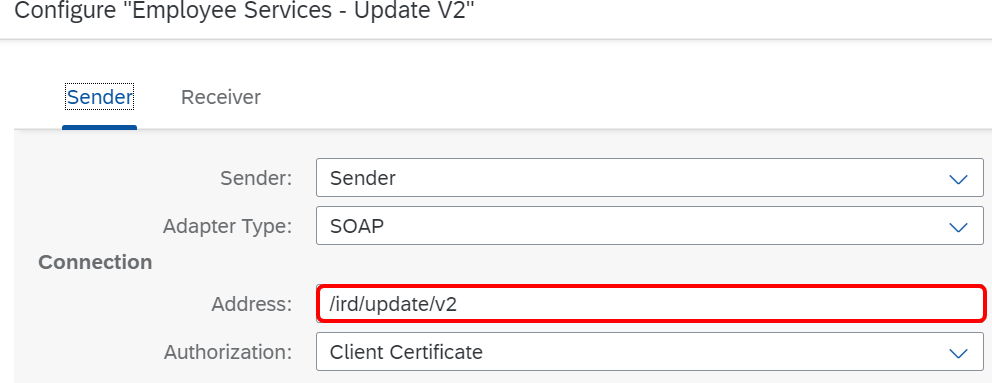 Configure "Employee Services - Update V2"
Sender Receiver
Sender: Sender
Adapter Type: SOAP
Connection
Address: /ird/update/v2
Authorization: Client Certificate